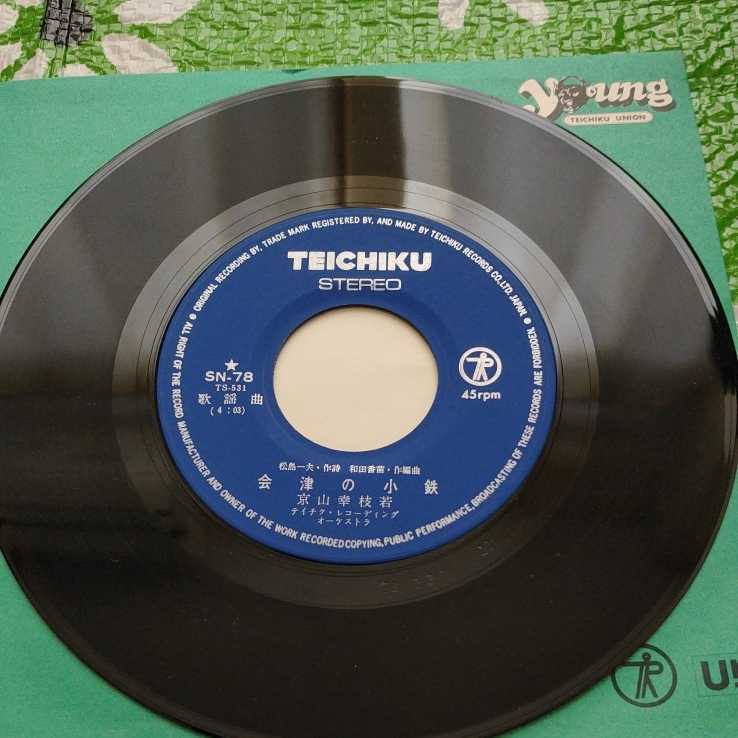 Young
TEICHIKU UNION
ORIGINAL RECORDING BY, TRADE MARK REGISTERED BY, AND MADE BY TEICHIKU RECORDS CO., LTD. JAPAN.
TEICHIKU
STEREO
★
SN-78
TS-531
歌謡曲
(4:03)
45rpm
松島一夫・作詩 和田香苗・作編曲
会津の小鉄
京山幸枝若
テイチク・レコーディング
オーケストラ
ALL RIGHT OF THE RECORD MANUFACTURER AND OWNER OF THE WORK RECORDED COPYING, PUBLIC PERFORMANCE, BROADCASTING OF THESE RECORDS ARE FORBIDDEN.